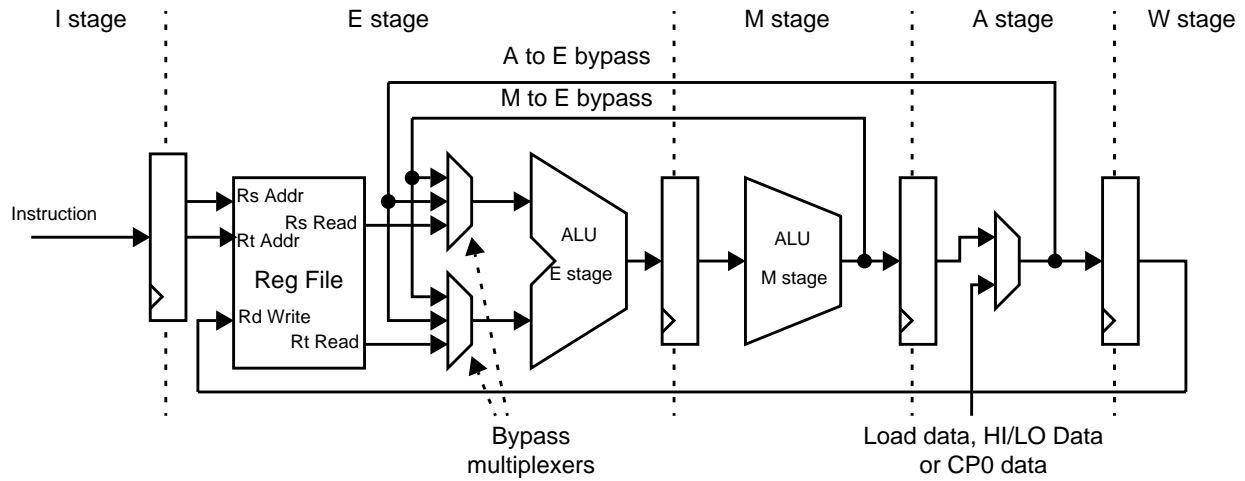 I stage
E stage
M stage
A stage
W stage
A to E bypass
M to E bypass
Instruction
Rs Addr
Rs Read
Rt Addr
Reg File
Rd Write
Rt Read
ALU
E stage
ALU
M stage
Bypass
multiplexers
Load data, HI/LO Data
or CP0 data